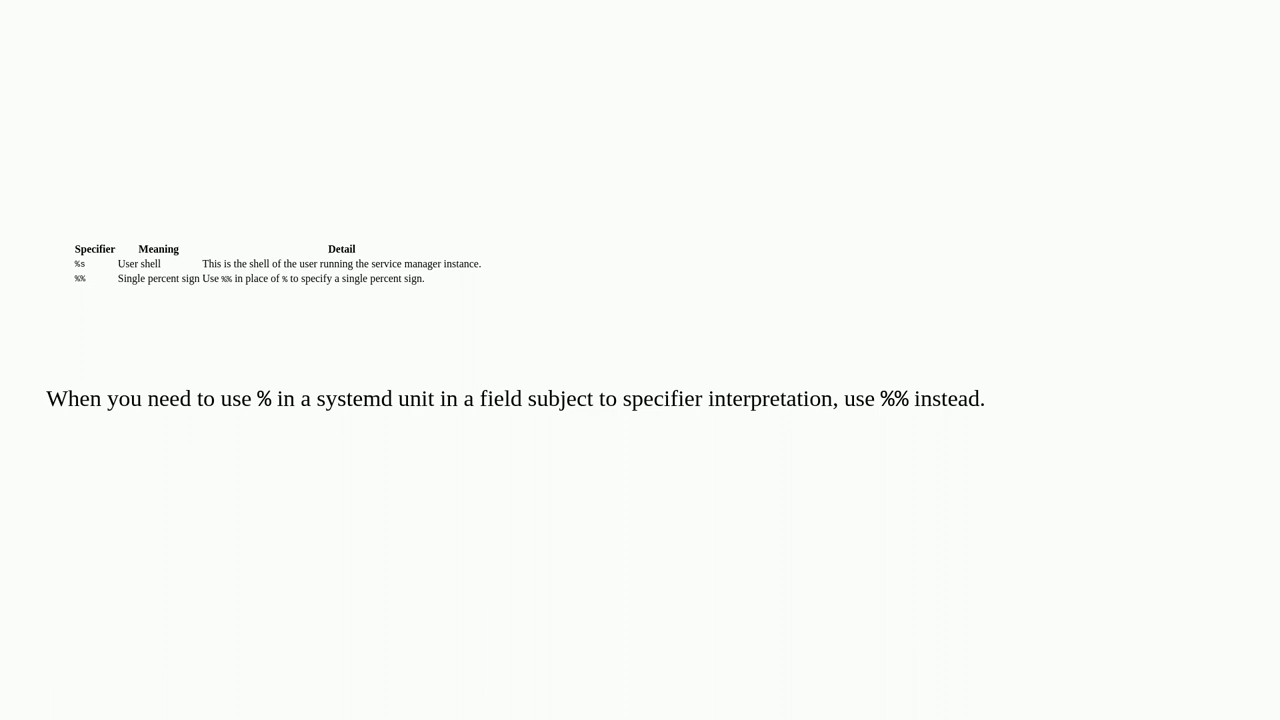 Specifier Meaning Detail
%s User shell This is the shell of the user running the service manager instance.
%% Single percent sign Use %% in place of % to specify a single percent sign.
When you need to use % in a systemd unit in a field subject to specifier interpretation, use %% instead.